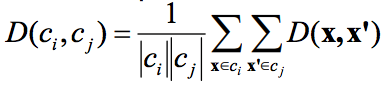 D(c_i, c_j) = \frac{1}{|c_i||c_j|} \sum_{\mathbf{x} \in c_i} \sum_{\mathbf{x'} \in c_j} D(\mathbf{x}, \mathbf{x'})